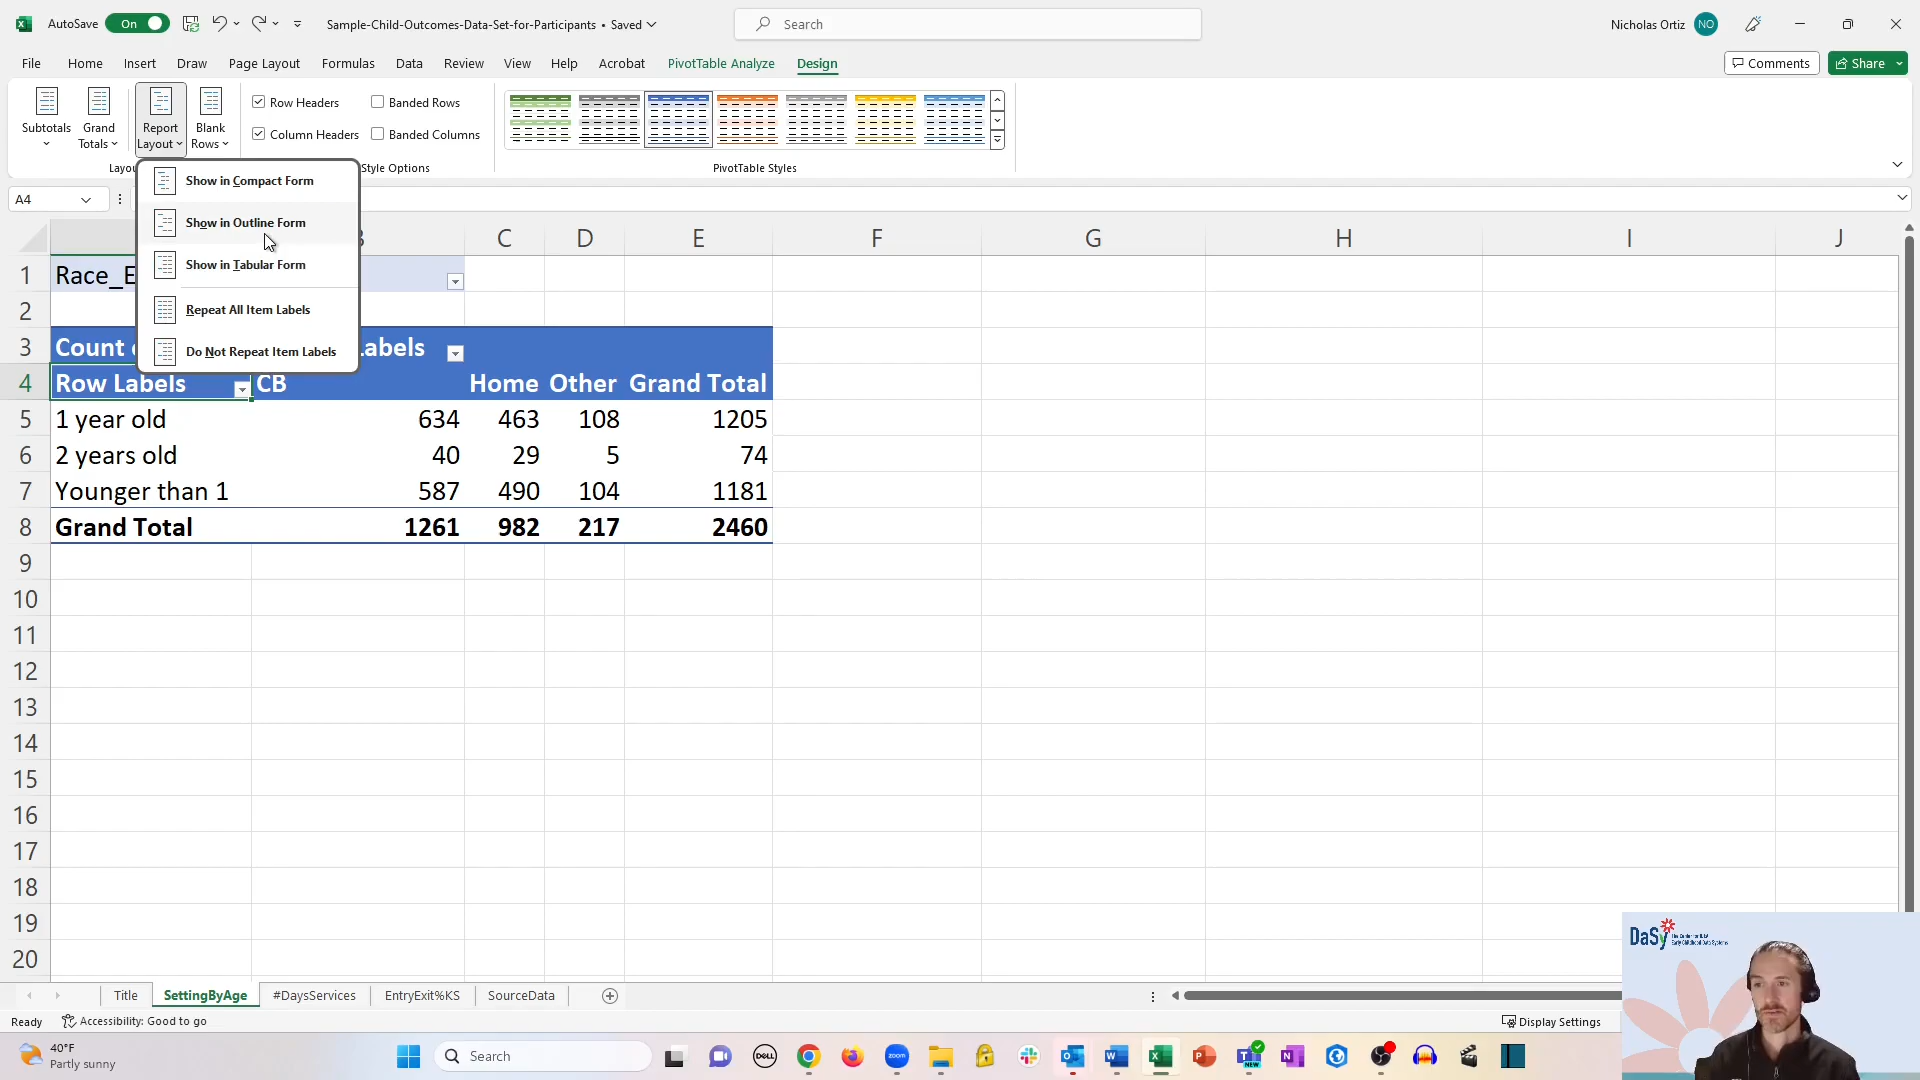 AutoSave On Sample-Child-Outcomes-Data-Set-for-Participants • Saved Search Nicholas Ortiz NO
File Home Insert Draw Page Layout Formulas Data Review View Help Acrobat PivotTable Analyze Design Comments Share
Subtotals Grand Totals Report Layout Blank Rows
Row Headers Banded Rows
Column Headers Banded Columns
Style Options PivotTable Styles
Show in Compact Form
Show in Outline Form
Show in Tabular Form
Repeat All Item Labels
Do Not Repeat Item Labels
A4
C D E F G H I J
1 Race_E
2
3 Count Labels
4 Row Labels CB Home Other Grand Total
5 1 year old 634 463 108 1205
6 2 years old 40 29 5 74
7 Younger than 1 587 490 104 1181
8 Grand Total 1261 982 217 2460
9
10
11
12
13
14
15
16
17
18
19
20
DaSy
Title SettingByAge #DaysServices EntryExit%KS SourceData
Ready Accessibility: Good to go Display Settings
40°F
Partly sunny
Search
DELL
zoom
NEW